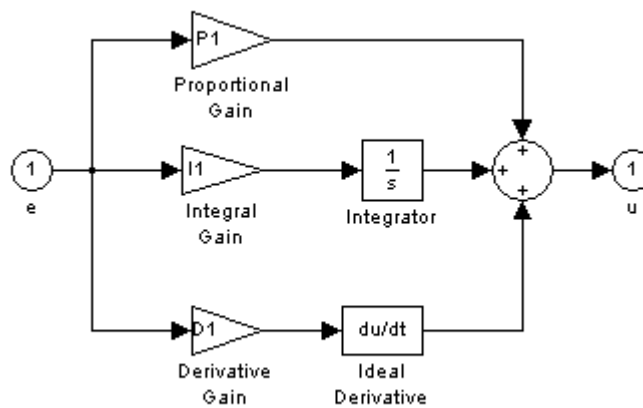 P1
Proportional
Gain
1
e
I1
Integral
Gain
1
s
Integrator
+
+
+
1
u
D1
Derivative
Gain
du/dt
Ideal
Derivative